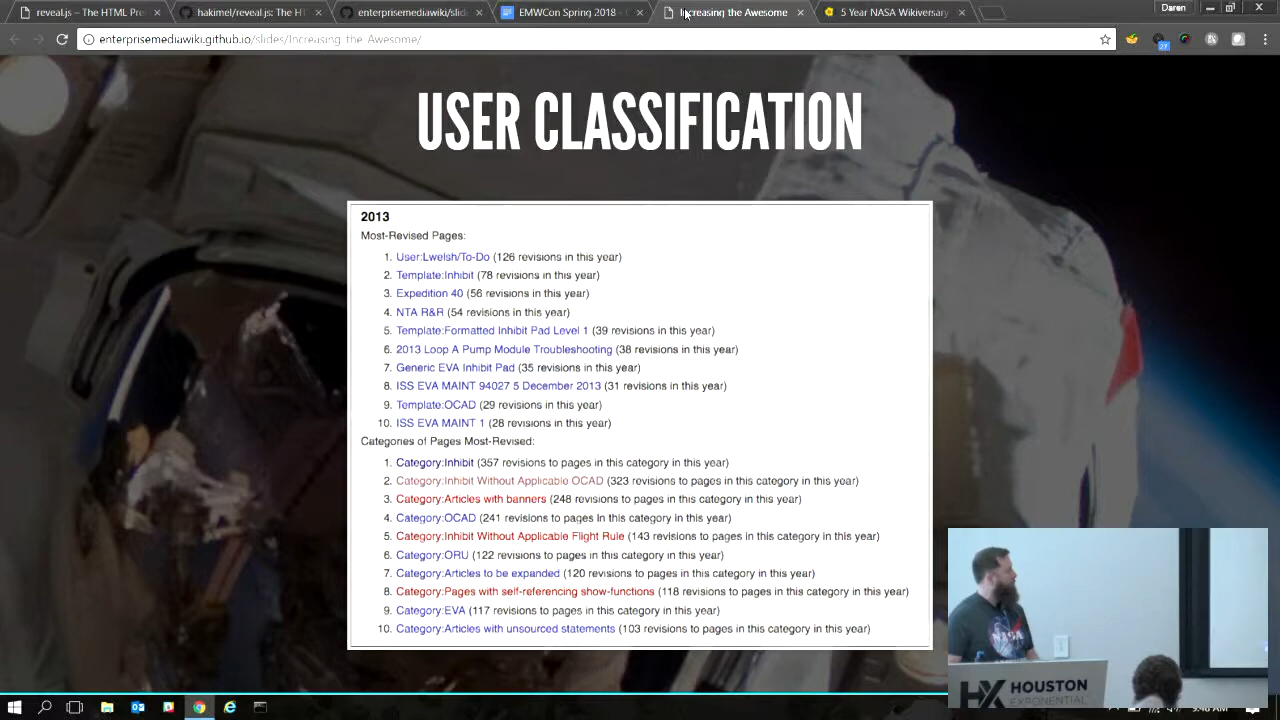 reveal.js – The HTML Pre
hakimel/reveal.js: The HT
enterprisemediawiki/slid
EMWCon Spring 2018 -
Increasing the Awesome
5 Year NASA Wikiversary
Daren
enterprisemediawiki.github.io/slides/Increasing_the_Awesome/
27
USER CLASSIFICATION
2013
Most-Revised Pages:
1. User:Lwelsh/To-Do (126 revisions in this year)
2. Template:Inhibit (78 revisions in this year)
3. Expedition 40 (56 revisions in this year)
4. NTA R&R (54 revisions in this year)
5. Template:Formatted Inhibit Pad Level 1 (39 revisions in this year)
6. 2013 Loop A Pump Module Troubleshooting (38 revisions in this year)
7. Generic EVA Inhibit Pad (35 revisions in this year)
8. ISS EVA MAINT 94027 5 December 2013 (31 revisions in this year)
9. Template:OCAD (29 revisions in this year)
10. ISS EVA MAINT 1 (28 revisions in this year)
Categories of Pages Most-Revised:
1. Category:Inhibit (357 revisions to pages in this category in this year)
2. Category:Inhibit Without Applicable OCAD (323 revisions to pages in this category in this year)
3. Category:Articles with banners (248 revisions to pages in this category in this year)
4. Category:OCAD (241 revisions to pages in this category in this year)
5. Category:Inhibit Without Applicable Flight Rule (143 revisions to pages in this category in this year)
6. Category:ORU (122 revisions to pages in this category in this year)
7. Category:Articles to be expanded (120 revisions to pages in this category in this year)
8. Category:Pages with self-referencing show-functions (118 revisions to pages in this category in this year)
9. Category:EVA (117 revisions to pages in this category in this year)
10. Category:Articles with unsourced statements (103 revisions to pages in this category in this year)
NASA
HX HOUSTON
EXPONENTIAL
9:48 AM